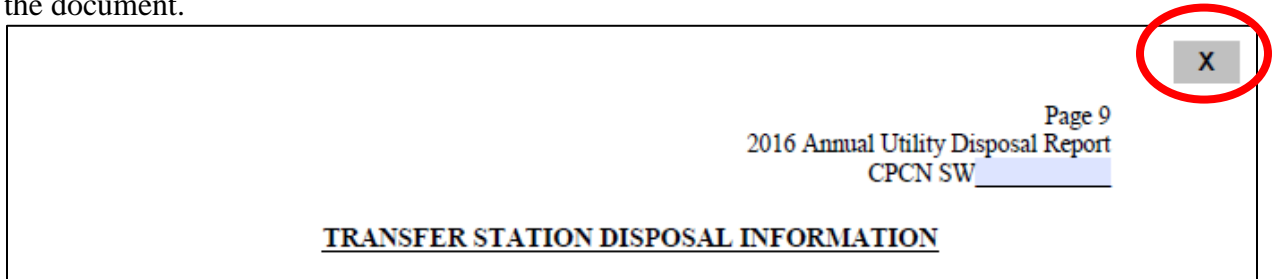 the document.
X
Page 9
2016 Annual Utility Disposal Report
CPCN SW
TRANSFER STATION DISPOSAL INFORMATION